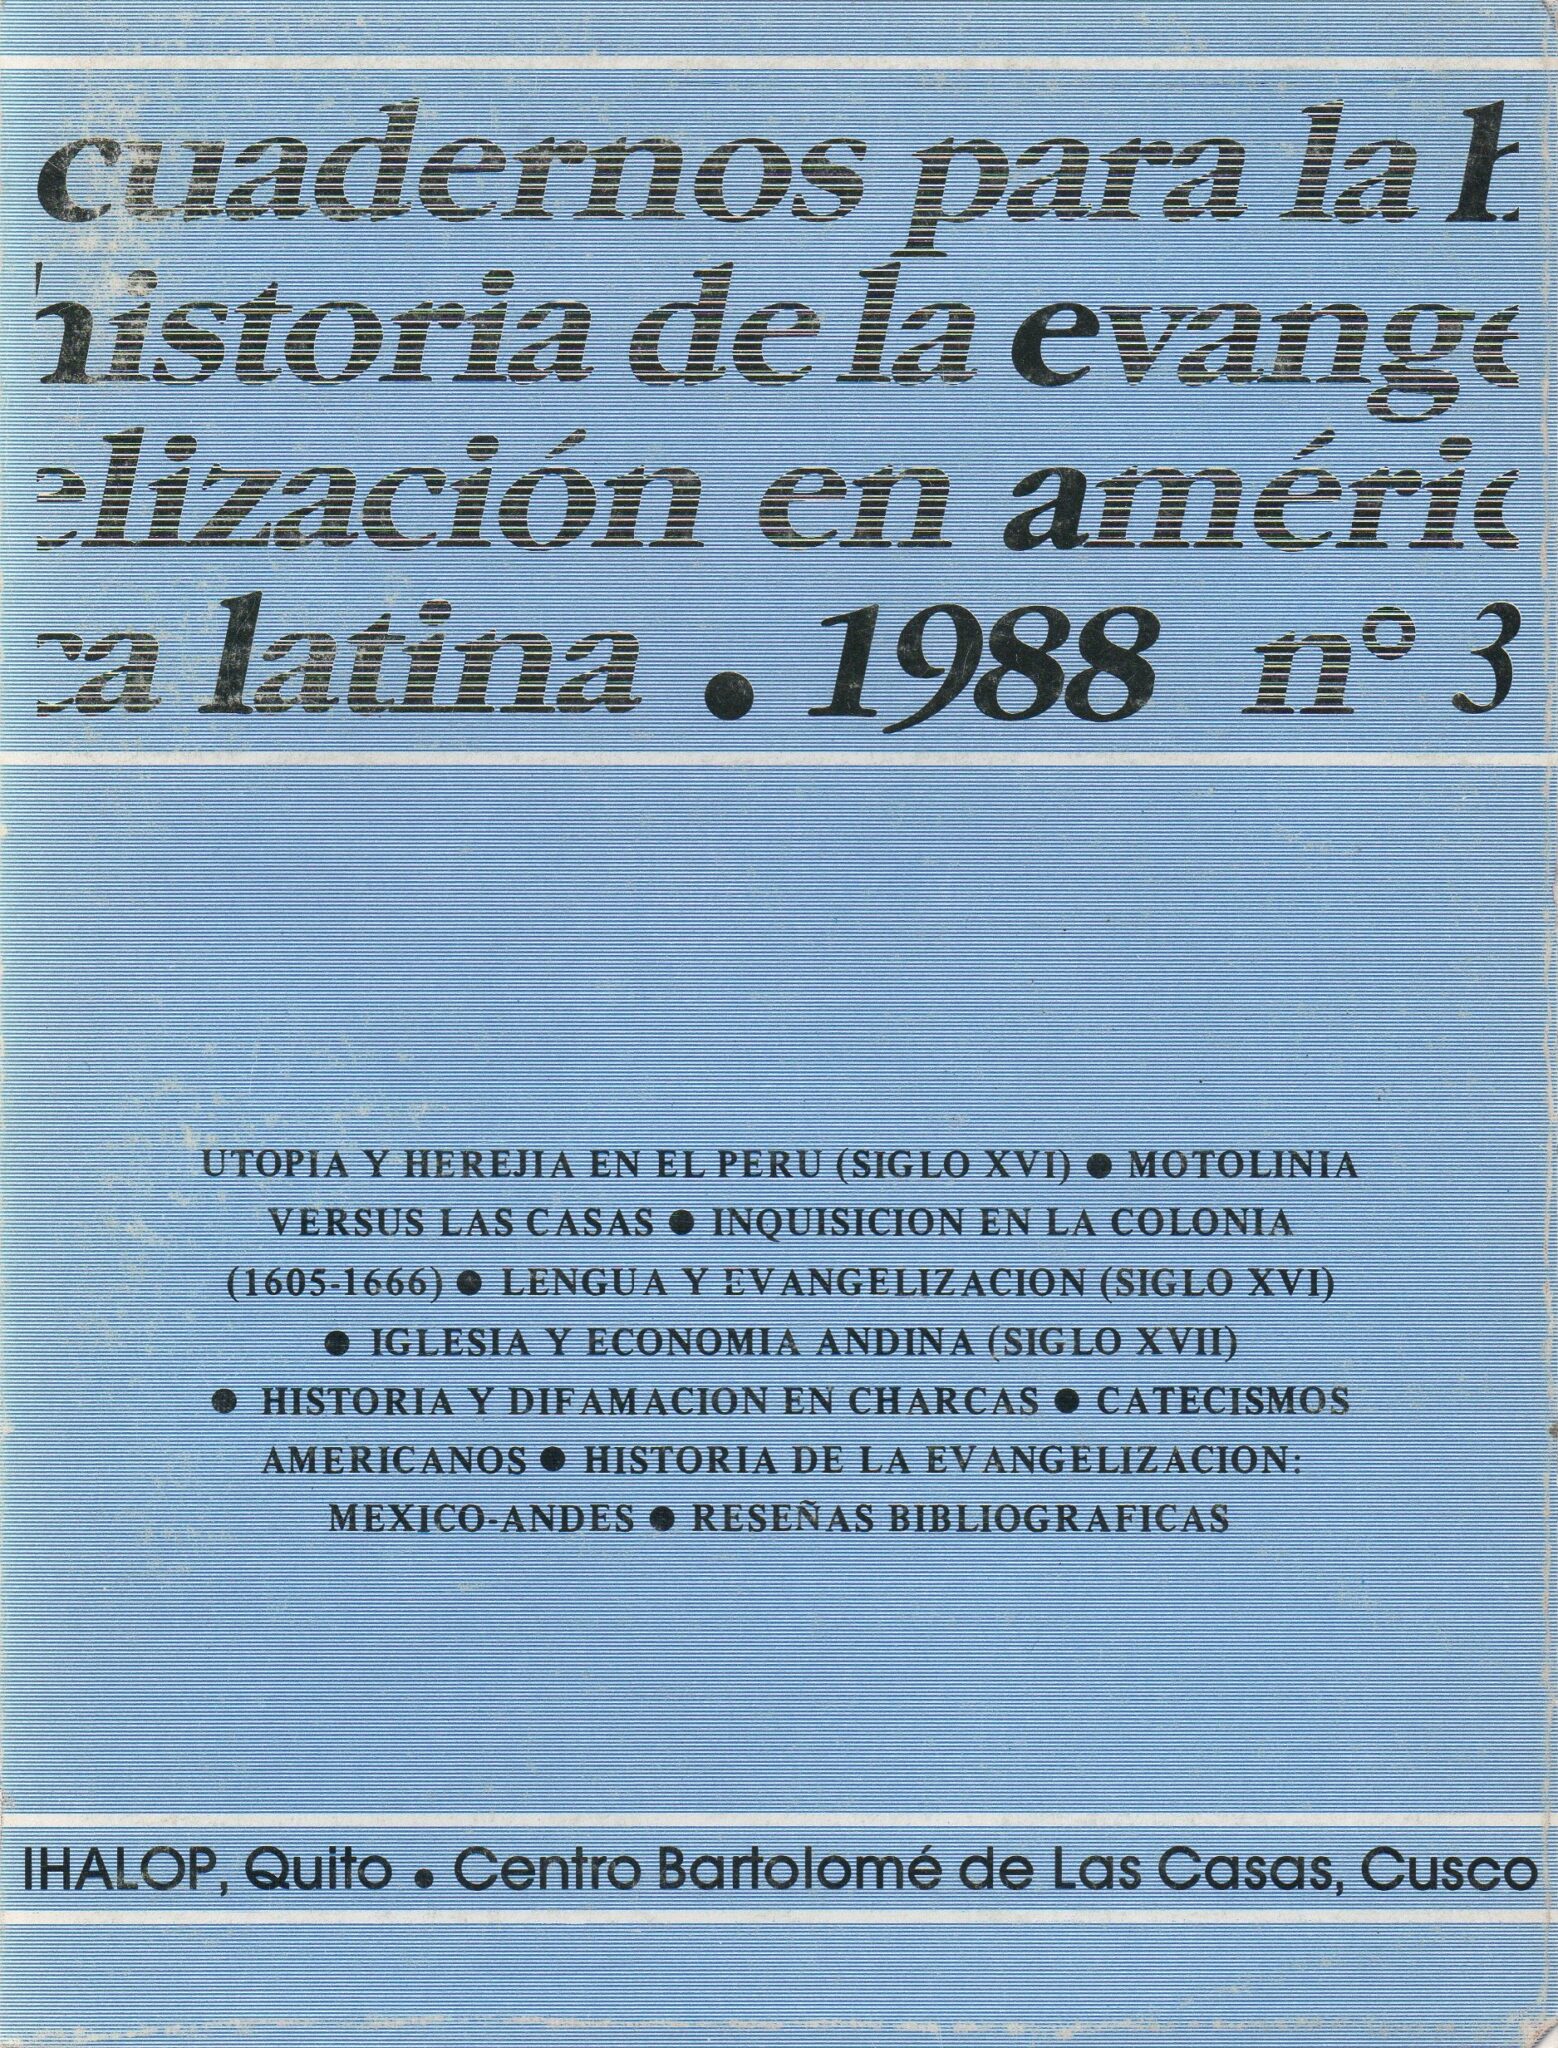 cuadernos para la h
historia de la evange
elización en améric
ca latina . 1988 n° 3
UTOPIA Y HEREJIA EN EL PERU (SIGLO XVI) ● MOTOLINIA
VERSUS LAS CASAS ● INQUISICION EN LA COLONIA
(1605-1666) ● LENGUA Y EVANGELIZACION (SIGLO XVI)
● IGLESIA Y ECONOMIA ANDINA (SIGLO XVII)
● HISTORIA Y DIFAMACION EN CHARCAS ● CATECISMOS
AMERICANOS ● HISTORIA DE LA EVANGELIZACION:
MEXICO-ANDES ● RESEÑAS BIBLIOGRAFICAS
IHALOP, Quito • Centro Bartolomé de Las Casas, Cusco